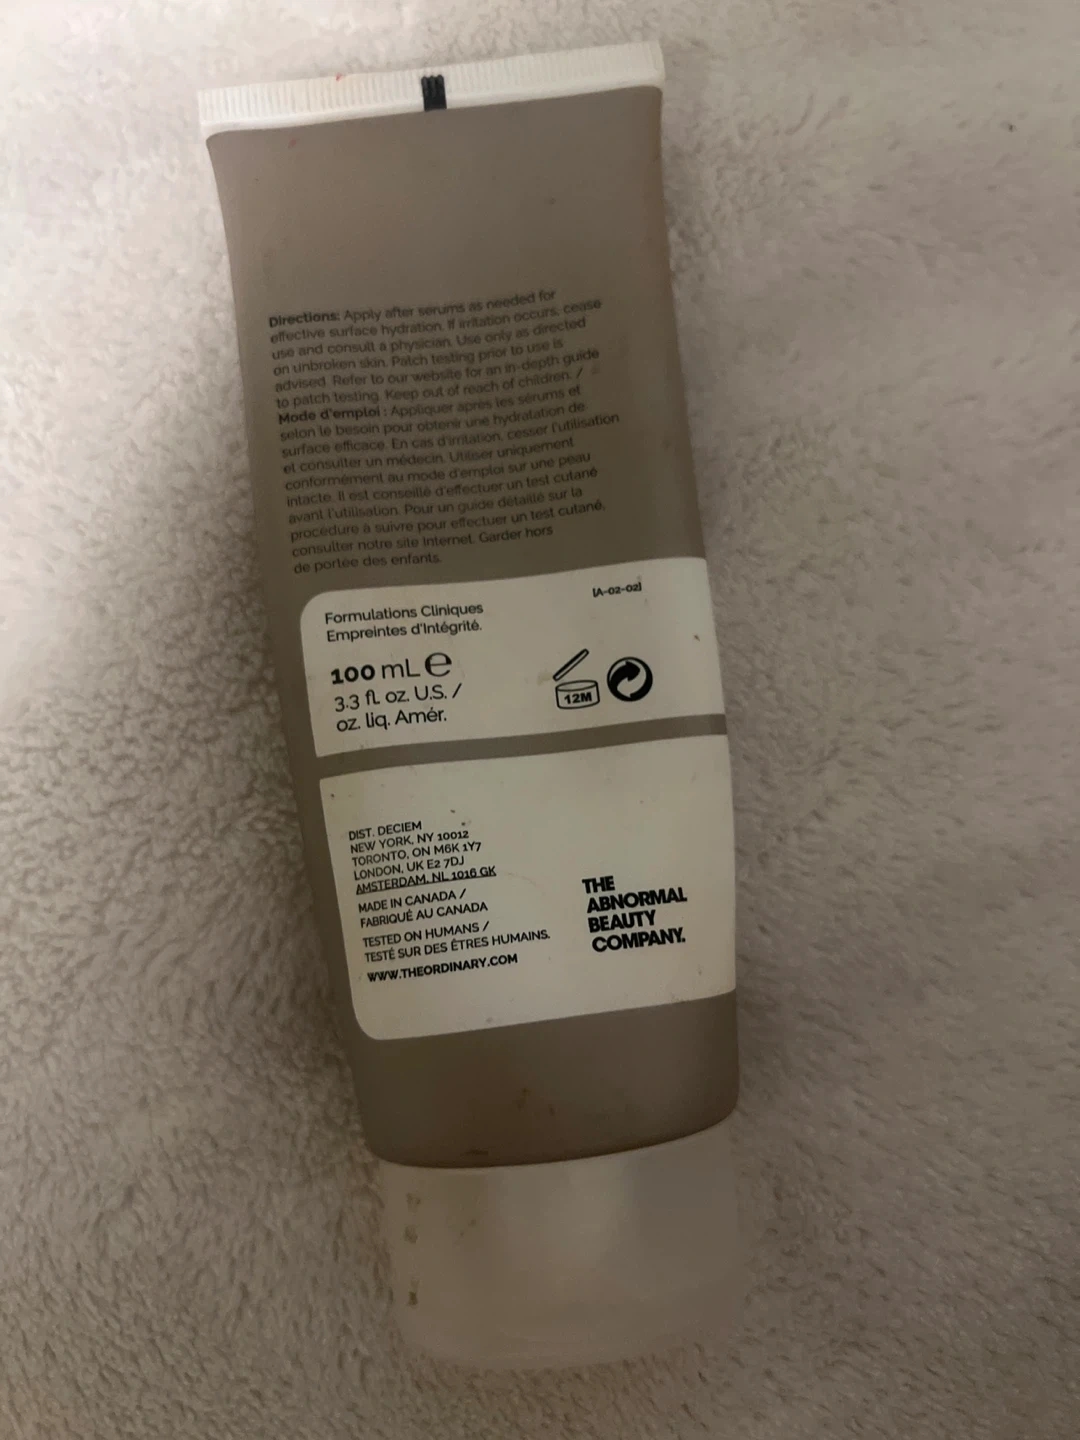 Directions: Apply after serums as needed for
effective surface hydration. If irritation occurs, cease
use and consult a physician. Use only as directed
on unbroken skin. Patch testing prior to use is
advised. Refer to our website for an in-depth guide
to patch testing. Keep out of reach of children. /
Mode d'emploi : Appliquer après les sérums et
selon le besoin pour obtenir une hydratation de
surface efficace. En cas d'irritation, cesser l'utilisation
et consulter un médecin. Utiliser uniquement
conformément au mode d'emploi sur une peau
intacte. Il est conseillé d'effectuer un test cutané
avant l'utilisation. Pour un guide détaillé sur la
procédure à suivre pour effectuer un test cutané,
consulter notre site Internet. Garder hors
de portée des enfants.
[A-02-02]
Formulations Cliniques
Empreintes d'Intégrité.
100 mL e
3.3 fl oz. U.S. /
oz. liq. Amér.
12M
DIST. DECIEM
NEW YORK, NY 10012
TORONTO, ON M6K 1Y7
LONDON, UK E2 7DJ
AMSTERDAM, NL 1016 GK
MADE IN CANADA /
FABRIQUÉ AU CANADA
TESTED ON HUMANS /
TESTÉ SUR DES ÊTRES HUMAINS.
WWW.THEORDINARY.COM
THE
ABNORMAL
BEAUTY
COMPANY.